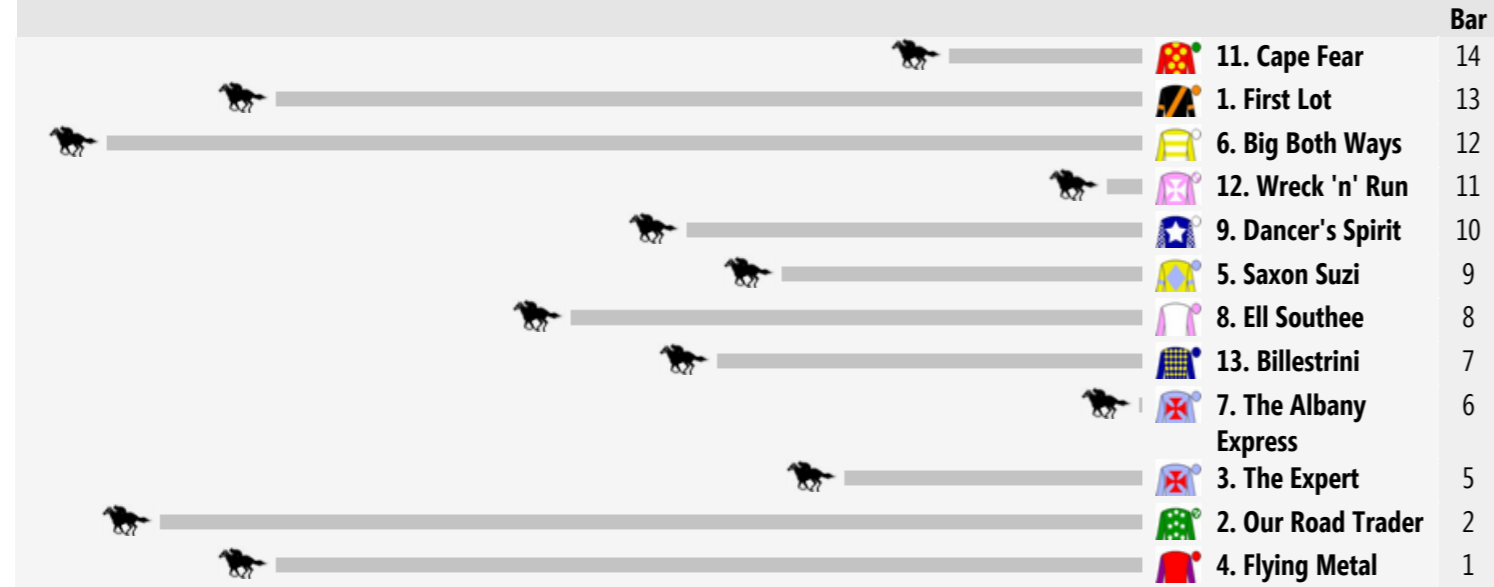 Bar
11. Cape Fear 14
1. First Lot 13
6. Big Both Ways 12
12. Wreck 'n' Run 11
9. Dancer's Spirit 10
5. Saxon Suzi 9
8. Ell Southee 8
13. Billestrini 7
7. The Albany 6
Express
3. The Expert 5
2. Our Road Trader 2
4. Flying Metal 1